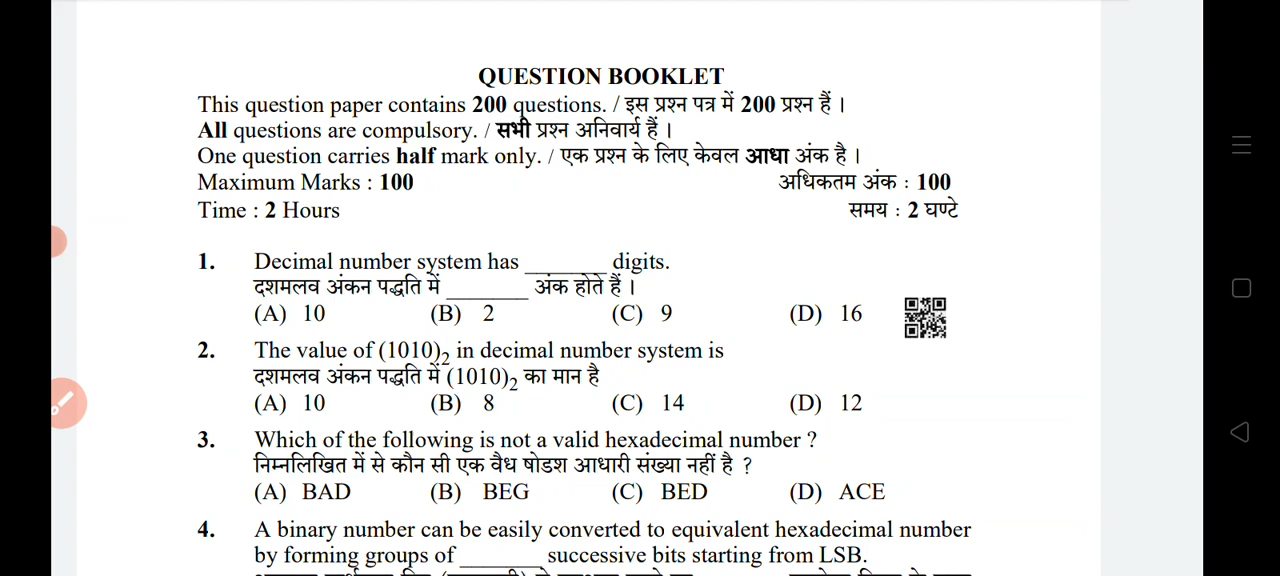 QUESTION BOOKLET
This question paper contains 200 questions. / इस प्रश्न पत्र में 200 प्रश्न हैं ।
All questions are compulsory. / सभी प्रश्न अनिवार्य हैं ।
One question carries half mark only. / एक प्रश्न के लिए केवल आधा अंक है ।
Maximum Marks : 100 अधिकतम अंक : 100
Time : 2 Hours समय : 2 घण्टे
1. Decimal number system has ______ digits.
दशमलव अंकन पद्धति में ______ अंक होते हैं ।
(A) 10 (B) 2 (C) 9 (D) 16
2. The value of (1010)₂ in decimal number system is
दशमलव अंकन पद्धति में (1010)₂ का मान है
(A) 10 (B) 8 (C) 14 (D) 12
3. Which of the following is not a valid hexadecimal number ?
निम्नलिखित में से कौन सी एक वैध षोडश आधारी संख्या नहीं है ?
(A) BAD (B) BEG (C) BED (D) ACE
4. A binary number can be easily converted to equivalent hexadecimal number
by forming groups of ______ successive bits starting from LSB.